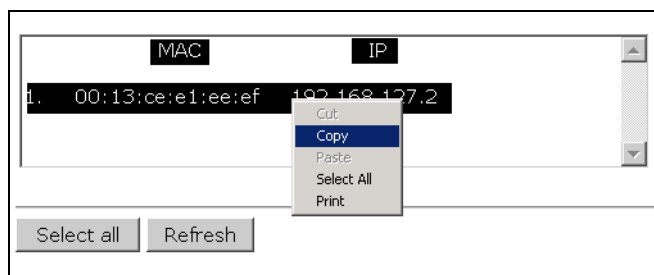 MAC IP
1. 00:13:ce:e1:ee:ef 192.168.127.2
Cut
Copy
Paste
Select All
Print
Select all Refresh